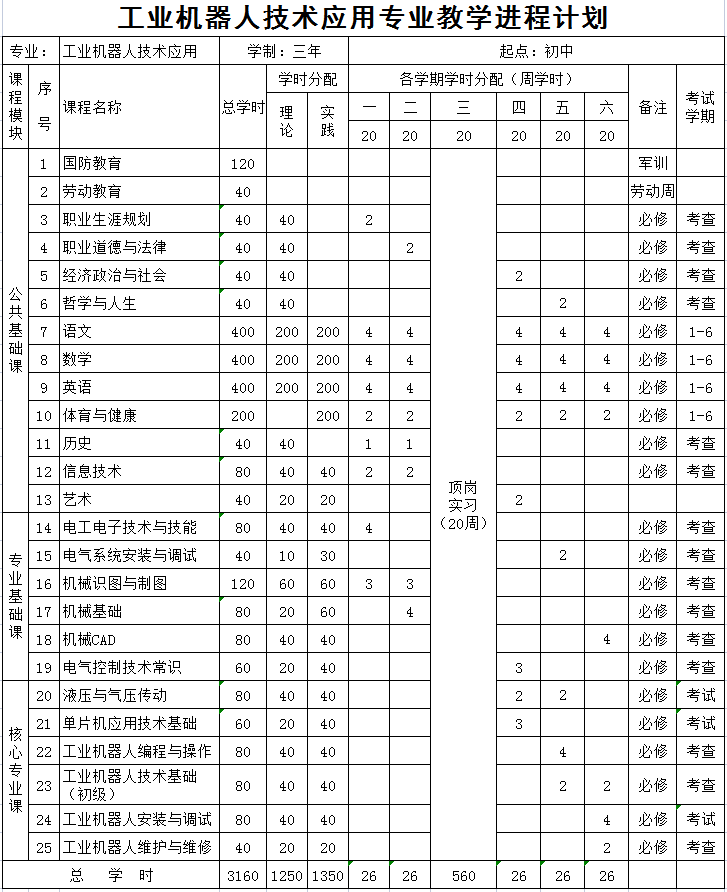 工业机器人技术应用专业教学进程计划
专业： 工业机器人技术应用 学制：三年 起点：初中
课程模块 序号 课程名称 总学时 学时分配 各学期学时分配（周学时） 备注 考试学期
理论 实践 一 二 三 四 五 六
20 20 20 20 20 20
公共基础课
1 国防教育 120 军训
2 劳动教育 40 劳动周
3 职业生涯规划 40 40 2 必修 考查
4 职业道德与法律 40 40 2 必修 考查
5 经济政治与社会 40 40 2 必修 考查
6 哲学与人生 40 40 2 必修 考查
7 语文 400 200 200 4 4 4 4 4 必修 1-6
8 数学 400 200 200 4 4 4 4 4 必修 1-6
9 英语 400 200 200 4 4 4 4 4 必修 1-6
10 体育与健康 200 200 2 2 2 2 2 必修 1-6
11 历史 40 40 1 1 必修 考查
12 信息技术 80 40 40 2 2 必修 考查
13 艺术 40 20 20 2
顶岗
实习
（20周）
专业基础课
14 电工电子技术与技能 80 40 40 4 必修 考查
15 电气系统安装与调试 40 10 30 2 必修 考查
16 机械识图与制图 120 60 60 3 3 必修 考查
17 机械基础 80 20 60 4 必修 考查
18 机械CAD 80 40 40 4 必修 考查
19 电气控制技术常识 60 20 40 3 必修 考查
核心专业课
20 液压与气压传动 80 40 40 2 2 必修 考试
21 单片机应用技术基础 60 20 40 3 必修 考试
22 工业机器人编程与操作 80 40 40 4 必修 考查
23 工业机器人技术基础（初级） 80 40 40 2 2 必修 考查
24 工业机器人安装与调试 80 40 40 4 必修 考试
25 工业机器人维护与维修 40 20 20 2 必修 考查
总 学 时 3160 1250 1350 26 26 560 26 26 26